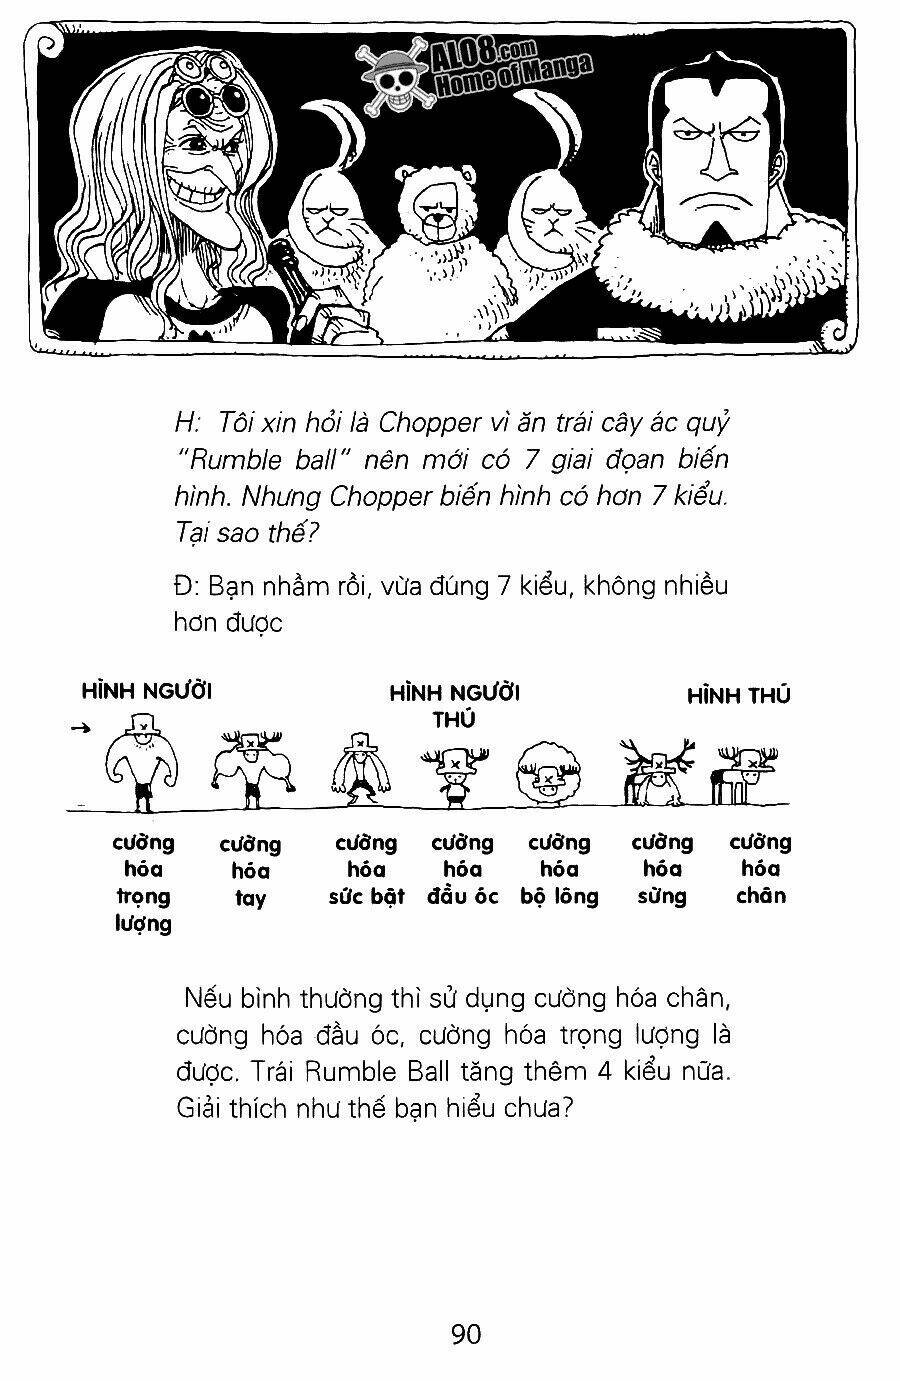 ALO8.com
Home of Manga
H: Tôi xin hỏi là Chopper vì ăn trái cây ác quỷ
"Rumble ball" nên mới có 7 giai đọan biến
hình. Nhưng Chopper biến hình có hơn 7 kiểu.
Tại sao thế?
Đ: Bạn nhầm rồi, vừa đúng 7 kiểu, không nhiều
hơn được
HÌNH NGƯỜI
HÌNH NGƯỜI
THÚ
HÌNH THÚ
cường
hóa
trọng
lượng
cường
hóa
tay
cường
hóa
sức bật
cường
hóa
đầu óc
cường
hóa
bộ lông
cường
hóa
sừng
cường
hóa
chân
Nếu bình thường thì sử dụng cường hóa chân,
cường hóa đầu óc, cường hóa trọng lượng là
được. Trái Rumble Ball tăng thêm 4 kiểu nữa.
Giải thích như thế bạn hiểu chưa?
90